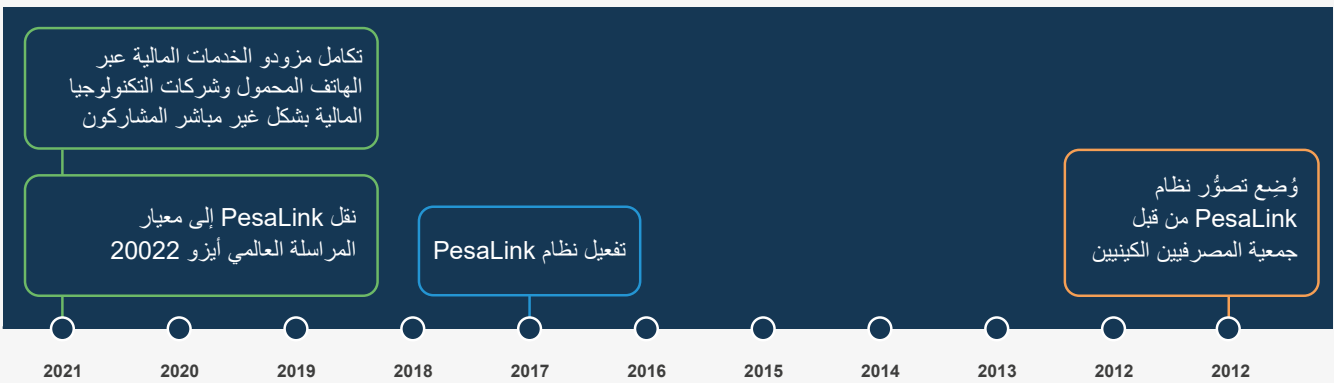 وُضِع تصوُّر نظام
PesaLink من قبل
جمعية المصرفيين الكينيين
تفعيل نظام PesaLink
تكامل مزودو الخدمات المالية عبر
الهاتف المحمول وشركات التكنولوجيا
المالية بشكل غير مباشر المشاركون
نقل PesaLink إلى معيار
المراسلة العالمي أيزو 20022
2012
2012
2013
2014
2015
2016
2017
2018
2019
2020
2021